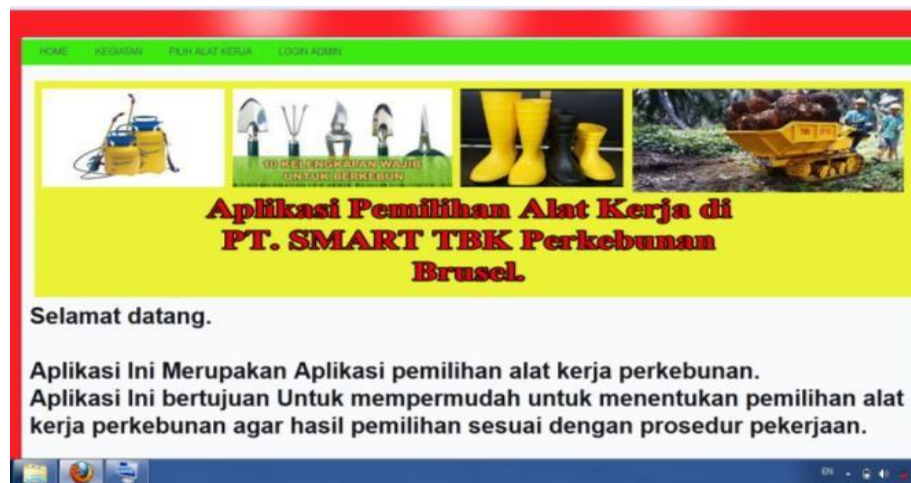 HOME KEGIATAN PILIH ALAT KERJA LOGIN ADMIN
10 KELENGKAPAN WAJIB
UNTUK BERKEBUN
Aplikasi Pemilihan Alat Kerja di
PT. SMART TBK Perkebunan
Brusel.
Selamat datang.
Aplikasi Ini Merupakan Aplikasi pemilihan alat kerja perkebunan.
Aplikasi Ini bertujuan Untuk mempermudah untuk menentukan pemilihan alat
kerja perkebunan agar hasil pemilihan sesuai dengan prosedur pekerjaan.
EN